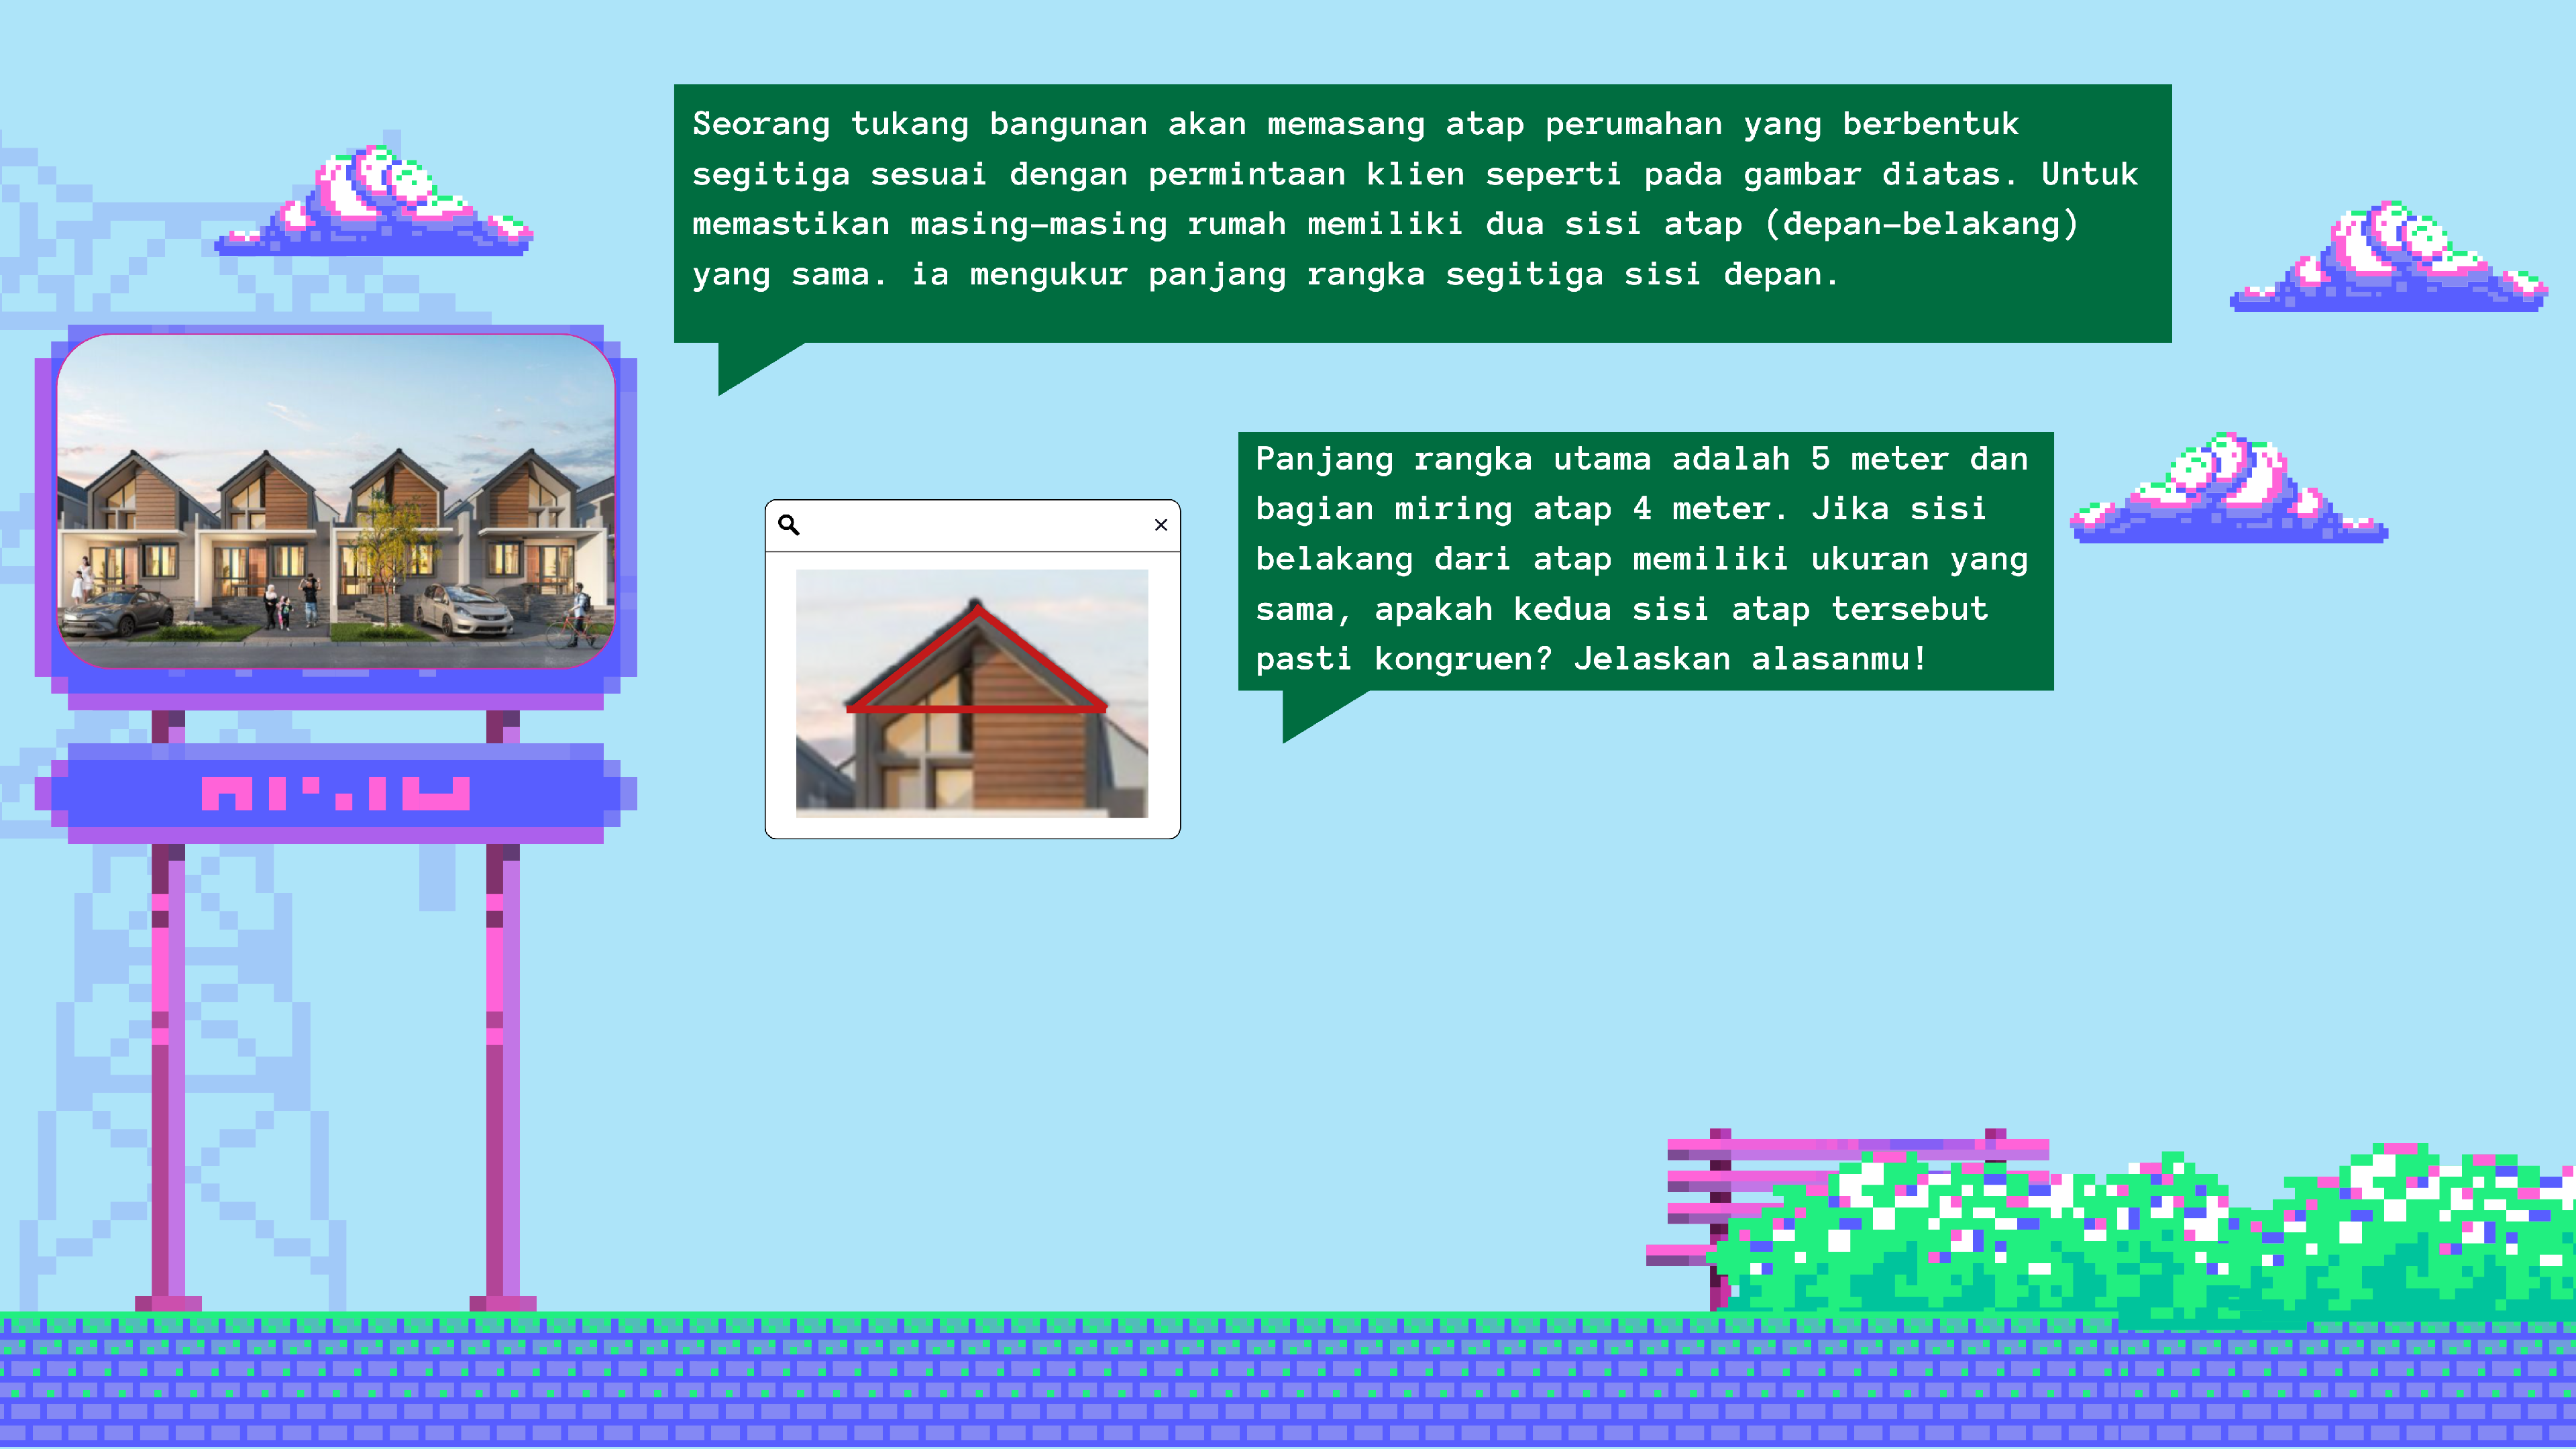 Seorang tukang bangunan akan memasang atap perumahan yang berbentuk
segitiga sesuai dengan permintaan klien seperti pada gambar diatas. Untuk
memastikan masing-masing rumah memiliki dua sisi atap (depan-belakang)
yang sama. ia mengukur panjang rangka segitiga sisi depan.
Panjang rangka utama adalah 5 meter dan
bagian miring atap 4 meter. Jika sisi
belakang dari atap memiliki ukuran yang
sama, apakah kedua sisi atap tersebut
pasti kongruen? Jelaskan alasanmu!